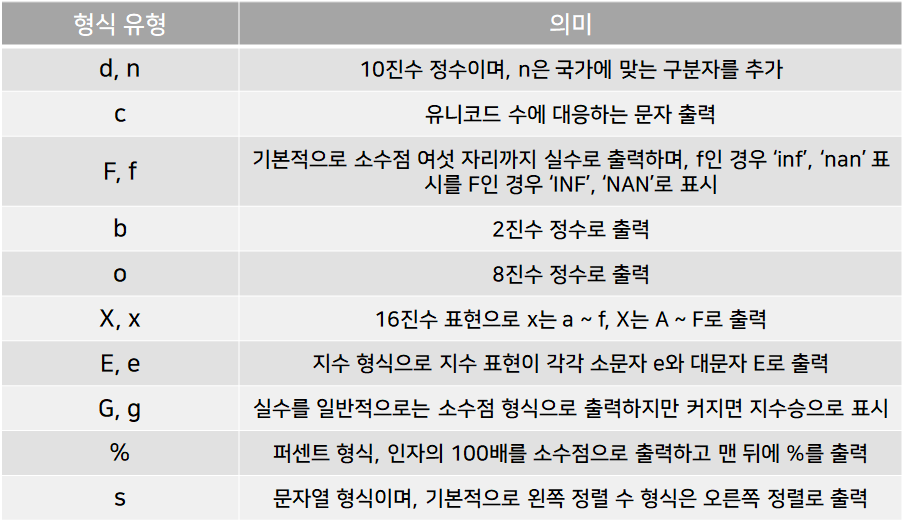 형식 유형 의미
d, n 10진수 정수이며, n은 국가에 맞는 구분자를 추가
c 유니코드 수에 대응하는 문자 출력
F, f 기본적으로 소수점 여섯 자리까지 실수로 출력하며, f인 경우 ‘inf’, ‘nan’ 표
시를 F인 경우 ‘INF’, ‘NAN’로 표시
b 2진수 정수로 출력
o 8진수 정수로 출력
X, x 16진수 표현으로 x는 a ~ f, X는 A ~ F로 출력
E, e 지수 형식으로 지수 표현이 각각 소문자 e와 대문자 E로 출력
G, g 실수를 일반적으로는 소수점 형식으로 출력하지만 커지면 지수승으로 표시
% 퍼센트 형식, 인자의 100배를 소수점으로 출력하고 맨 뒤에 %를 출력
s 문자열 형식이며, 기본적으로 왼쪽 정렬 수 형식은 오른쪽 정렬로 출력